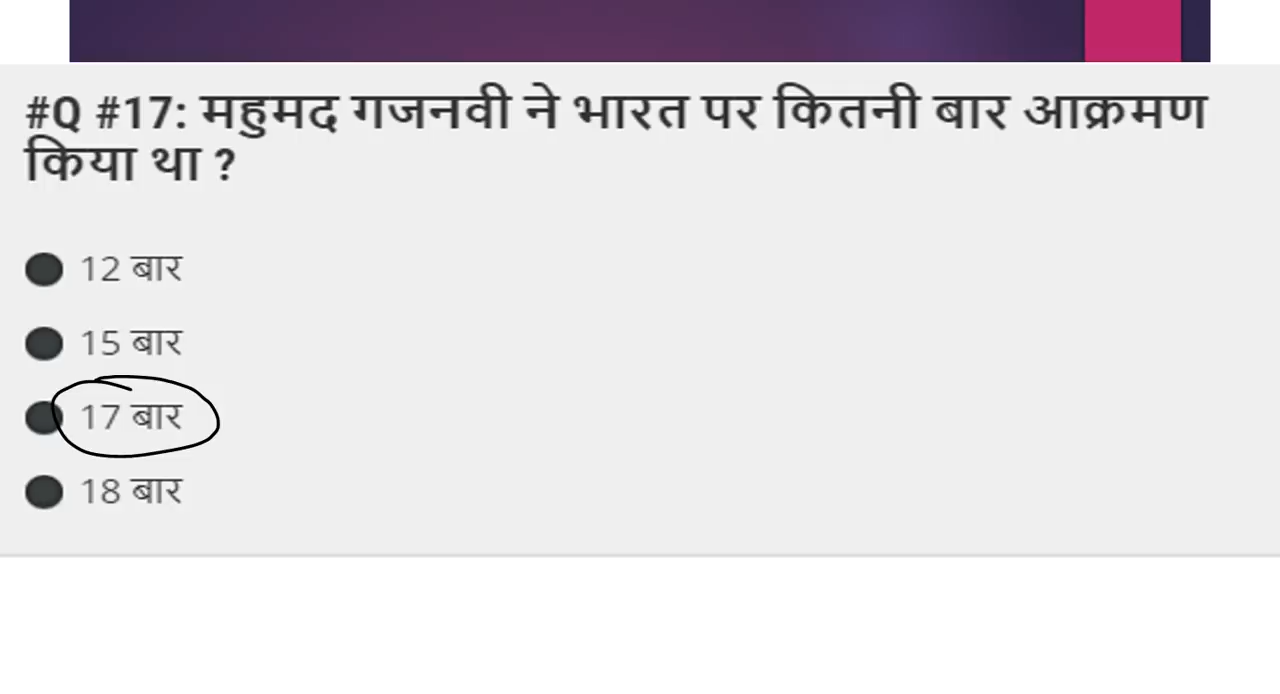 #Q #17: महुमद गजनवी ने भारत पर कितनी बार आक्रमण
किया था ?
12 बार
15 बार
17 बार
18 बार